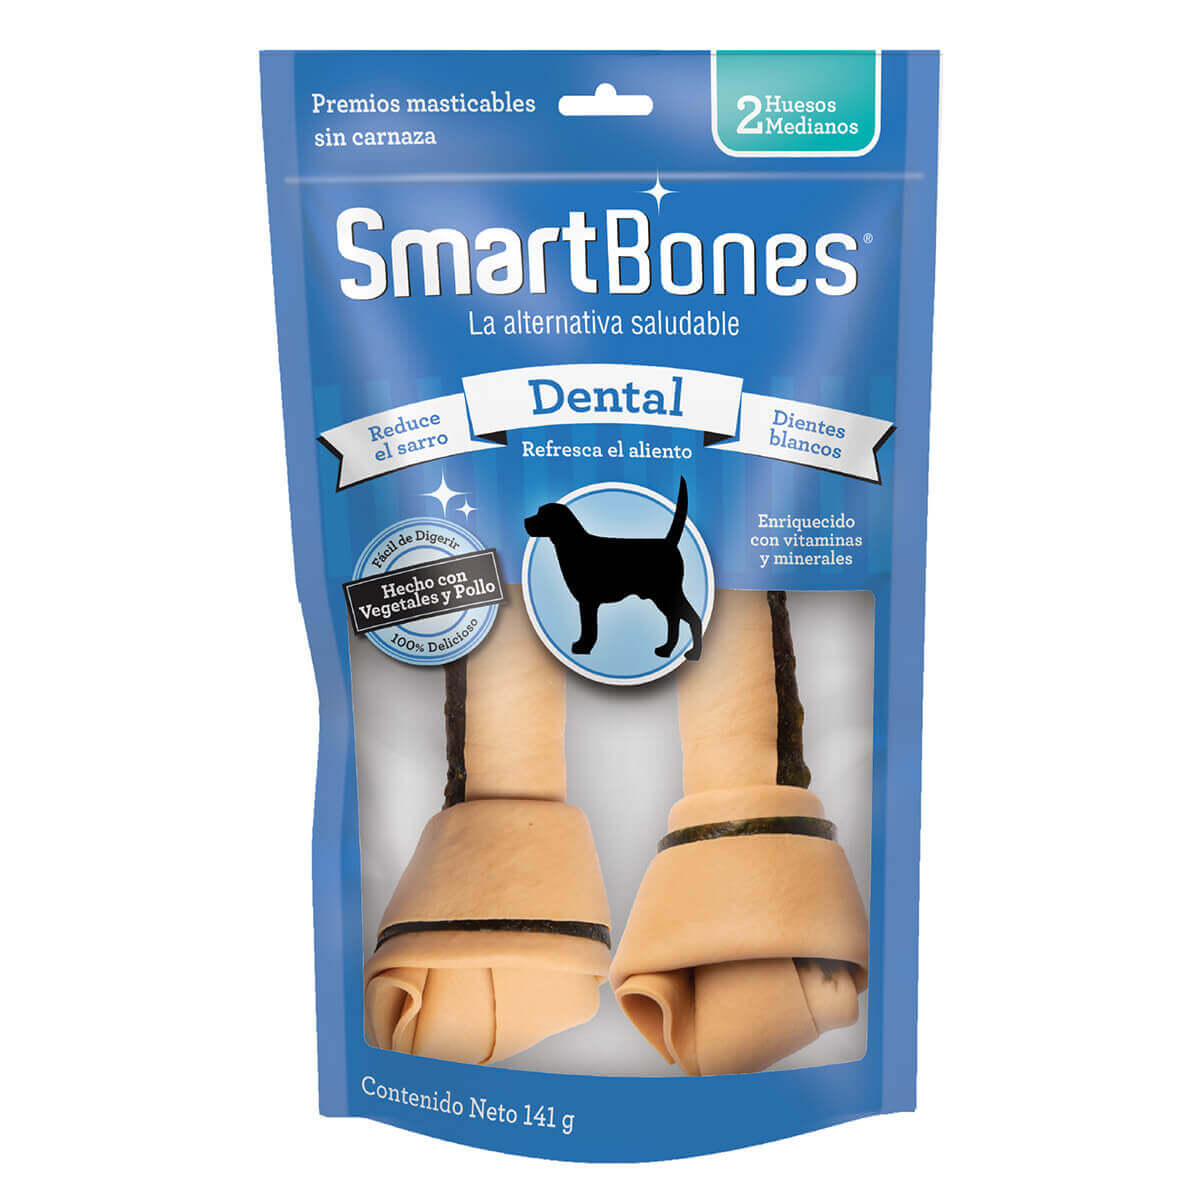 Premios masticables
sin carnaza
2 Huesos
Medianos
SmartBones®
La alternativa saludable
Dental
Reduce
el sarro
Refresca el aliento
Dientes
blancos
Fácil de Digerir
Hecho con
Vegetales y Pollo
100% Delicioso
Enriquecido
con vitaminas
y minerales
Contenido Neto 141 g